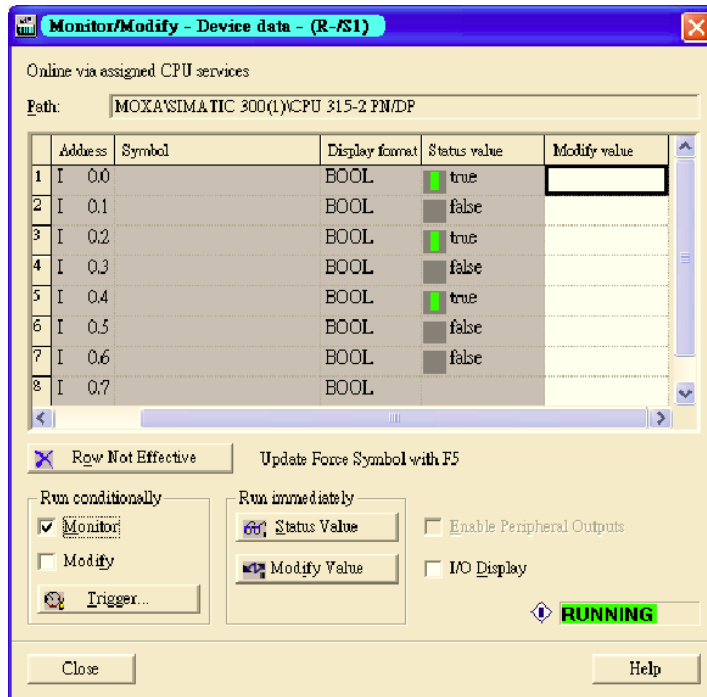 Monitor/Modify - Device data - (R-/S1)
Online via assigned CPU services
Path: MOXA\SIMATIC 300(1)\CPU 315-2 PN/DP
Address Symbol Display format Status value Modify value
1 I 0.0 BOOL true
2 I 0.1 BOOL false
3 I 0.2 BOOL true
4 I 0.3 BOOL false
5 I 0.4 BOOL true
6 I 0.5 BOOL false
7 I 0.6 BOOL false
8 I 0.7 BOOL
Row Not Effective Update Force Symbol with F5
Run conditionally Run immediately
Monitor Status Value Enable Peripheral Outputs
Modify Modify Value I/O Display
Trigger...
RUNNING
Close Help